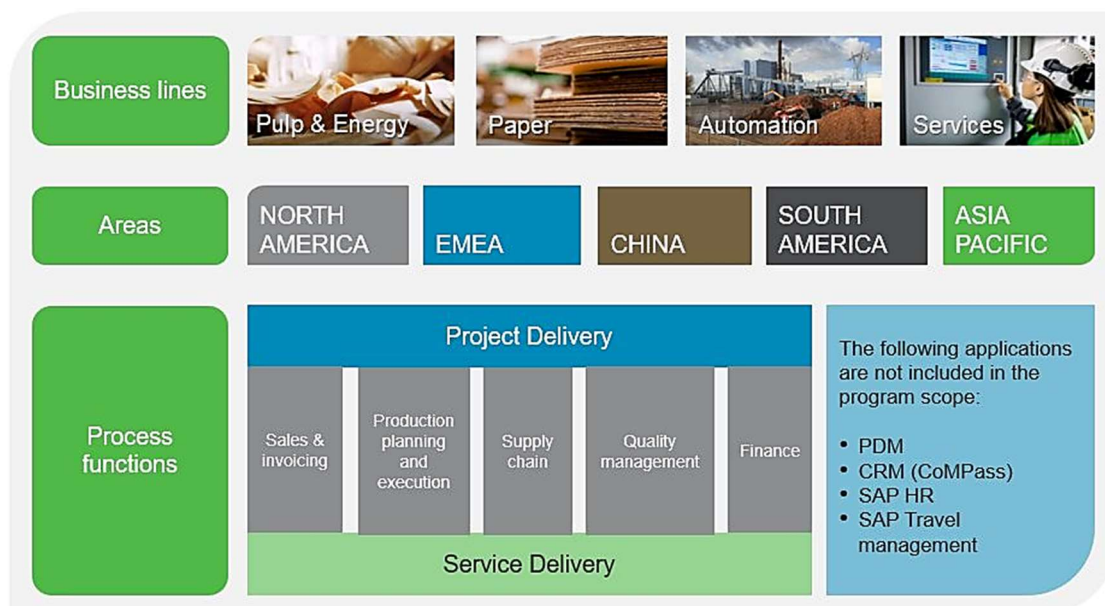 Business lines
Pulp & Energy
Paper
Automation
Services
Areas
NORTH
AMERICA
EMEA
CHINA
SOUTH
AMERICA
ASIA
PACIFIC
Process
functions
Project Delivery
Sales &
invoicing
Production
planning
and
execution
Supply
chain
Quality
management
Finance
Service Delivery
The following applications
are not included in the
program scope:
• PDM
• CRM (CoMPass)
• SAP HR
• SAP Travel
management